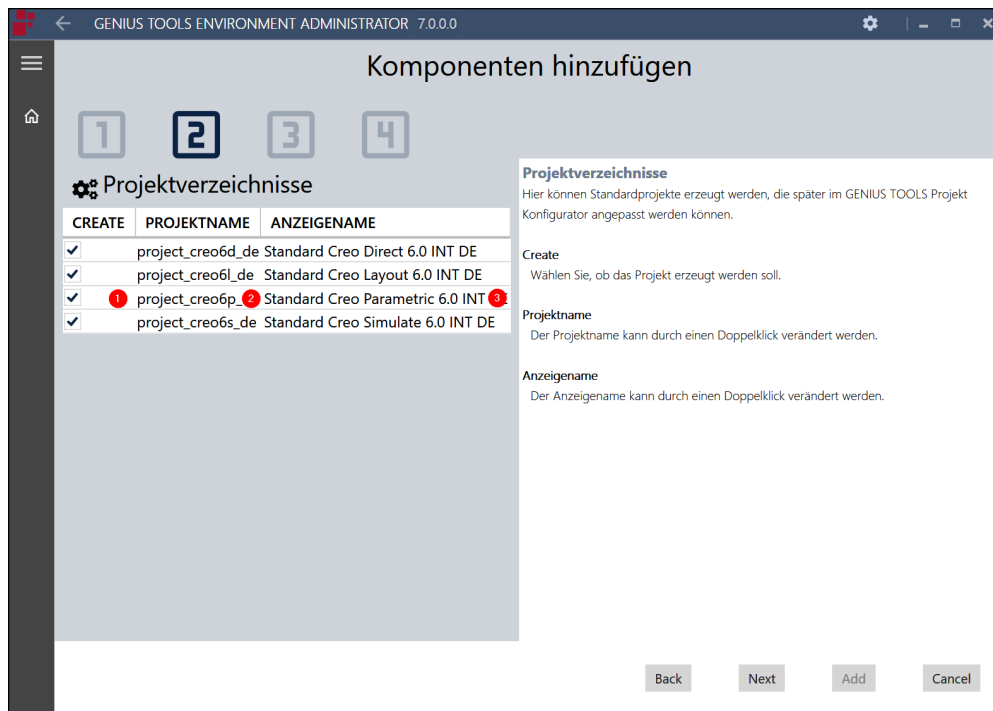 GENIUS TOOLS ENVIRONMENT ADMINISTRATOR 7.0.0.0
Komponenten hinzufügen
1 2 3 4
Projektverzeichnisse
CREATE PROJEKTNAME ANZEIGENAME
project_creo6d_de Standard Creo Direct 6.0 INT DE
project_creo6l_de Standard Creo Layout 6.0 INT DE
1 project_creo6p_ 2 Standard Creo Parametric 6.0 INT 3
project_creo6s_de Standard Creo Simulate 6.0 INT DE
Projektverzeichnisse
Hier können Standardprojekte erzeugt werden, die später im GENIUS TOOLS Projekt
Konfigurator angepasst werden können.
Create
Wählen Sie, ob das Projekt erzeugt werden soll.
Projektname
Der Projektname kann durch einen Doppelklick verändert werden.
Anzeigename
Der Anzeigename kann durch einen Doppelklick verändert werden.
Back Next Add Cancel